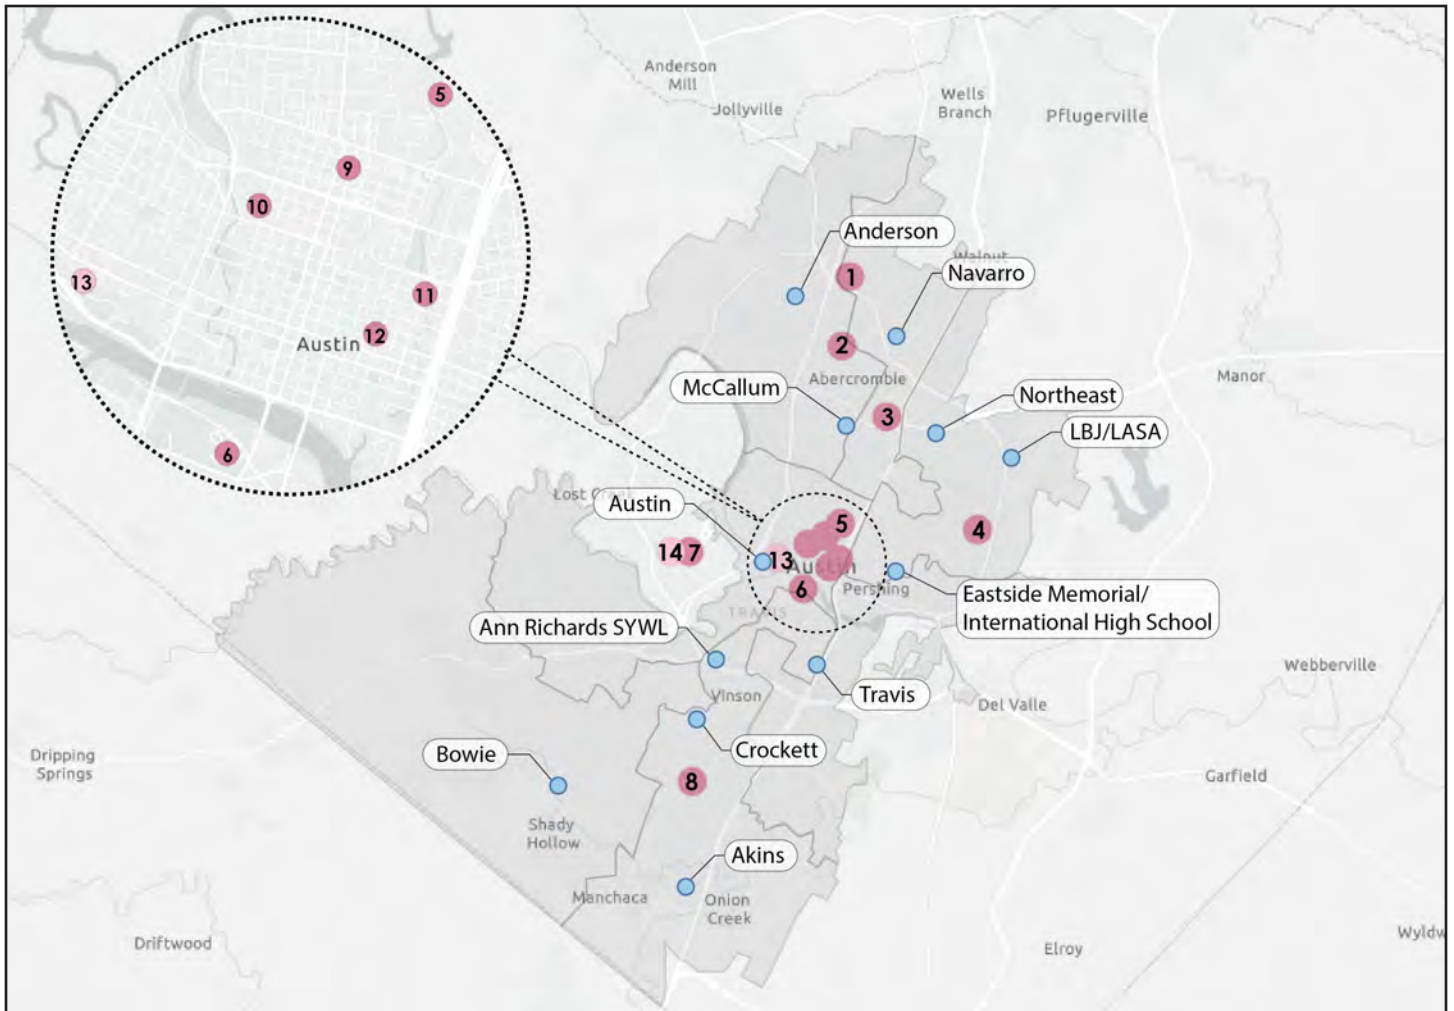 Anderson
Mill
Jollyville
Wells
Branch
Pflugerville
5
9
10
13
11
12
Austin
6
Anderson
Walnut
Navarro
1
2
Abercrombie
McCallum
3
Northeast
LBJ/LASA
Manor
Lost Creek
Austin
5
4
14
7
13
Austin
6
Pershing
TRAVIS
Eastside Memorial/
International High School
Ann Richards SYWL
Vinson
Travis
Webberville
Del Valle
Crockett
Bowie
Dripping
Springs
8
Garfield
Shady
Hollow
Akins
Manchaca
Onion
Creek
Driftwood
Elroy
Wyldw